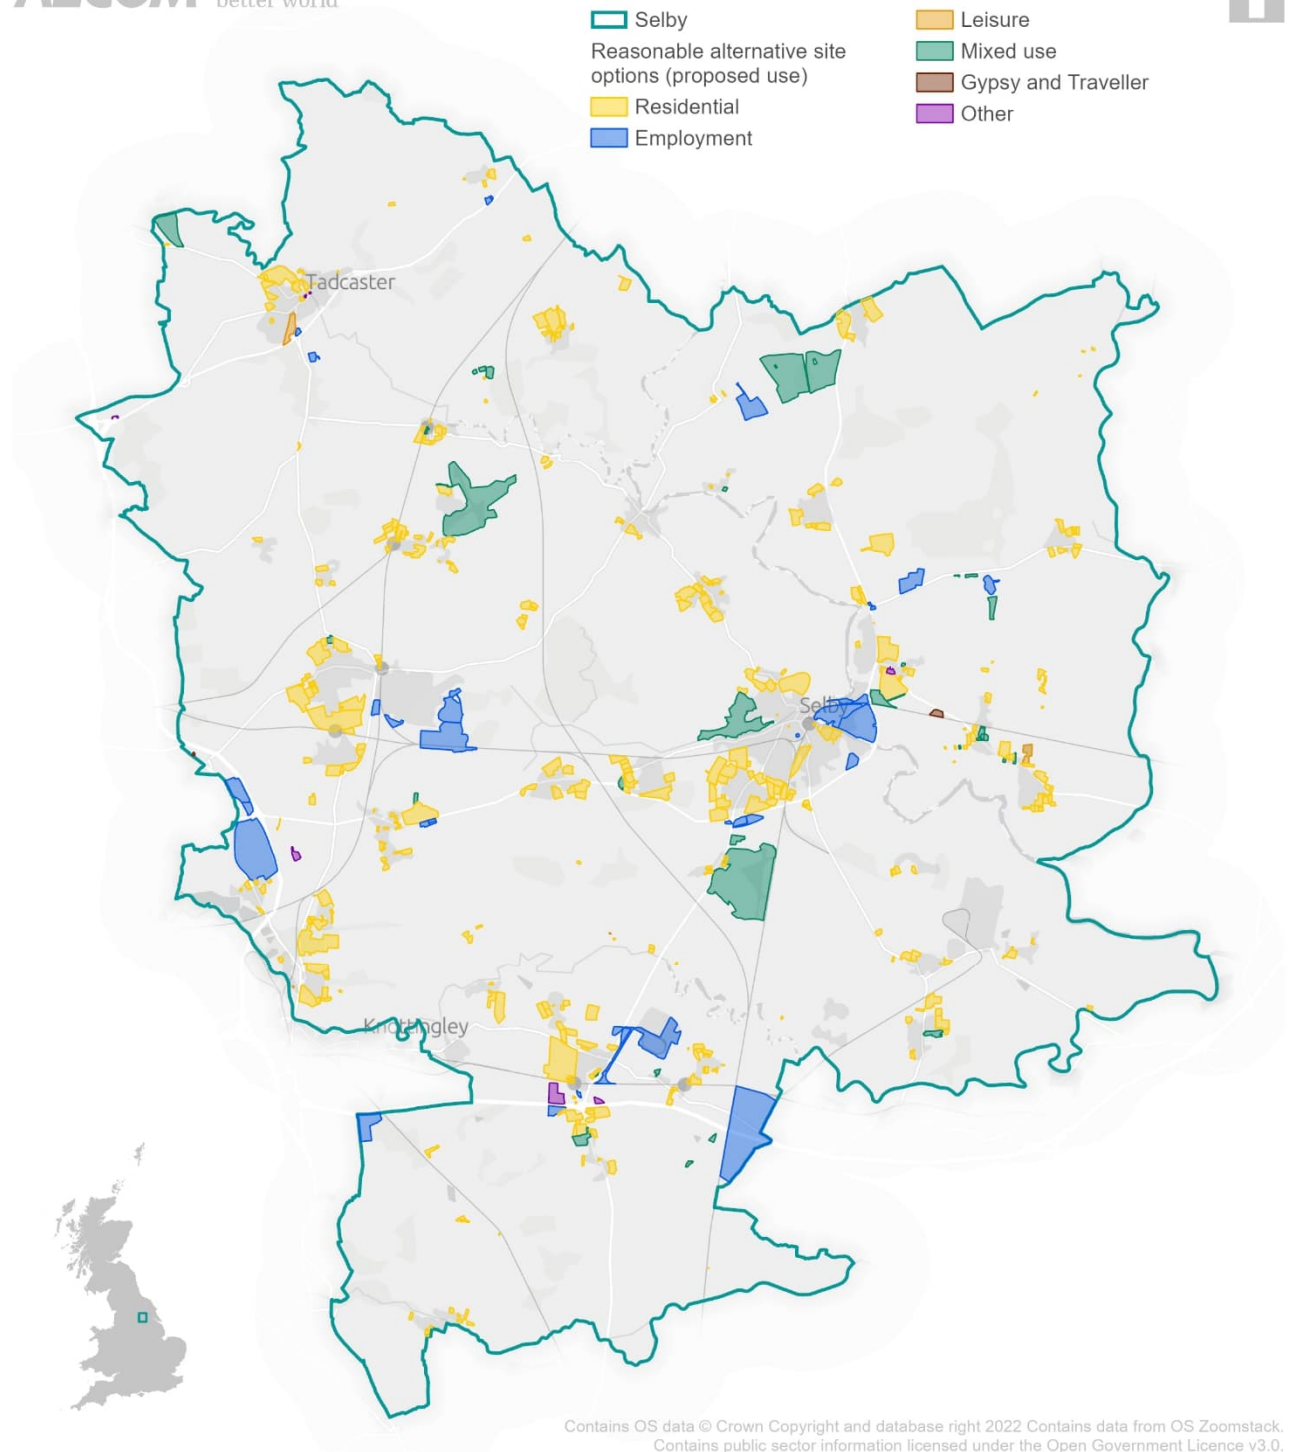 better world
Selby
Reasonable alternative site
options (proposed use)
Residential
Employment
Leisure
Mixed use
Gypsy and Traveller
Other
Tadcaster
Selby
Knottingley
Contains OS data © Crown Copyright and database right 2022 Contains data from OS Zoomstack.
Contains public sector information licensed under the Open Government Licence v3.0.